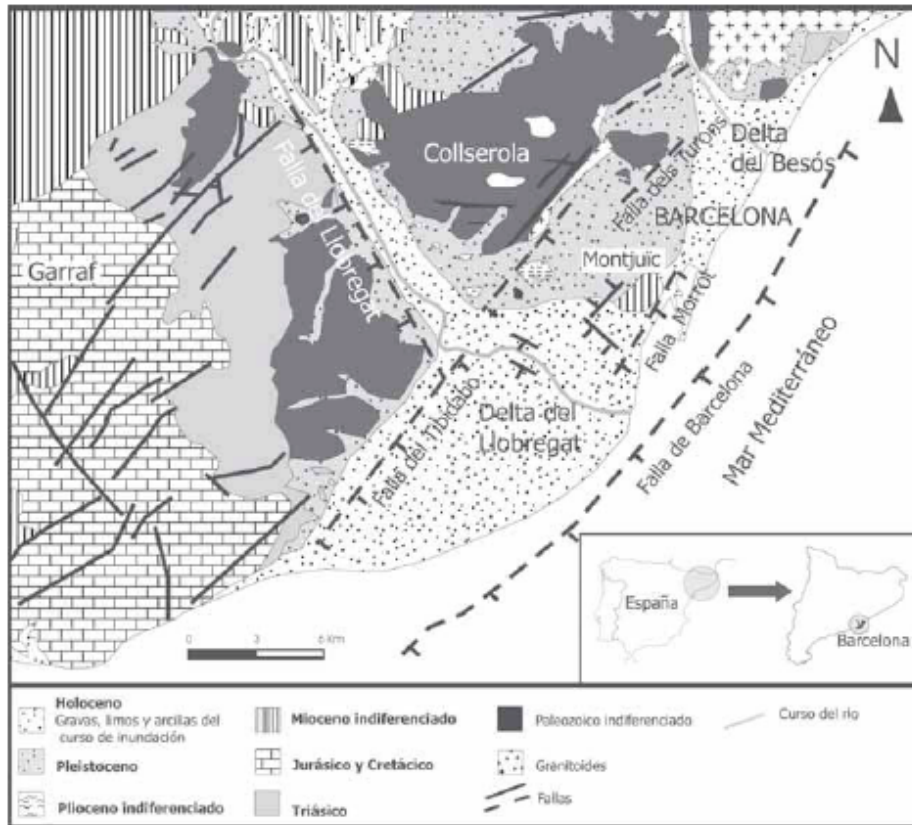 N
Collserola
Delta
del Besós
Falla dels Turons
BARCELONA
Falla del Llobregat
Garraf
Montjuïc
Falla Morrot
Falla del Tibidabo
Delta del
Llobregat
Falla de Barcelona
Mar Mediterráneo
0 3 6 Km
España
Barcelona
Holoceno
Gravas, limos y arcillas del
curso de inundación
Pleistoceno
Plioceno indiferenciado
Mioceno indiferenciado
Jurásico y Cretácico
Triásico
Paleozoico indiferenciado
Granitoides
Fallas
Curso del río